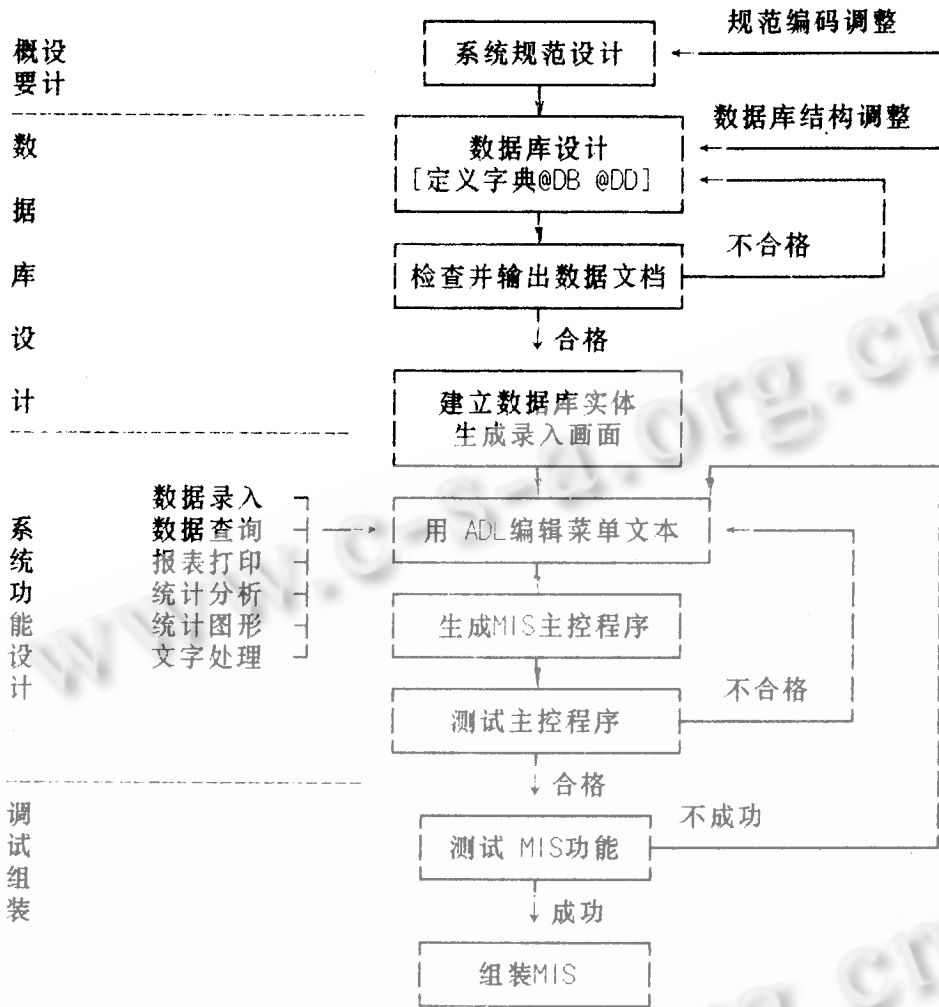 规范编码调整
概设
要计
系统规范设计
数据库结构调整
数据库设计
[定义字典@DB @DD]
数
据
库
设
计
不合格
检查并输出数据文档
合格
建立数据库实体
生成录入画面
数据录入
数据查询
报表打印
统计分析
统计图形
文字处理
系
统
功
能
设
计
用 ADL编辑菜单文本
生成MIS主控程序
不合格
测试主控程序
合格
调
试
组
装
不成功
测试 MIS功能
成功
组装MIS
www.c-s-a.org.cn